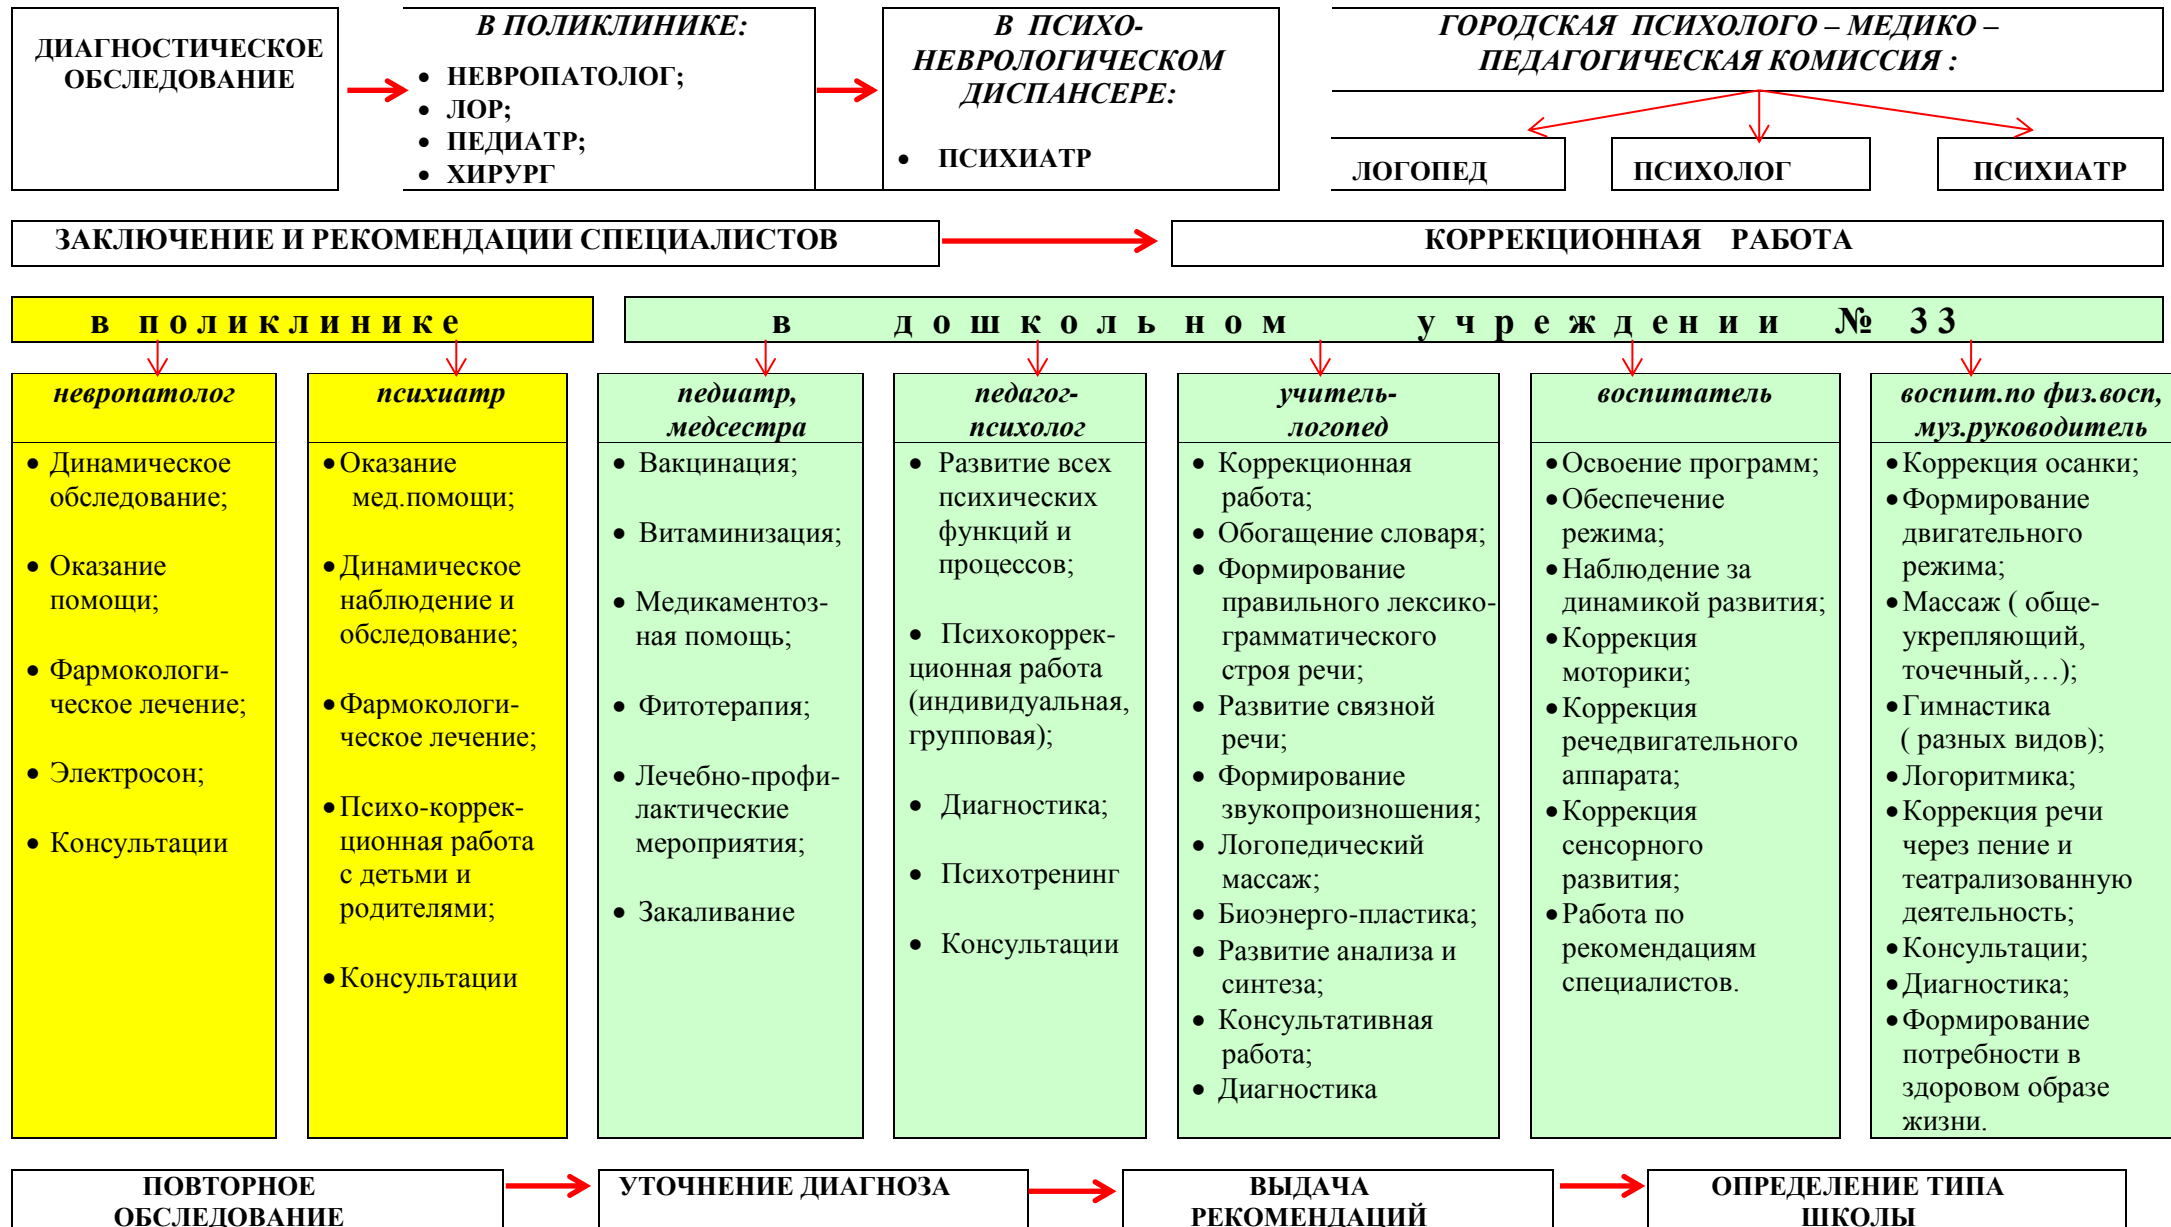 ДИАГНОСТИЧЕСКОЕ
ОБСЛЕДОВАНИЕ
В ПОЛИКЛИНИКЕ:
• НЕВРОПАТОЛОГ;
• ЛОР;
• ПЕДИАТР;
• ХИРУРГ
В ПСИХО-
НЕВРОЛОГИЧЕСКОМ
ДИСПАНСЕРЕ:
• ПСИХИАТР
ГОРОДСКАЯ ПСИХОЛОГО – МЕДИКО –
ПЕДАГОГИЧЕСКАЯ КОМИССИЯ :
ЛОГОПЕД
ПСИХОЛОГ
ПСИХИАТР
ЗАКЛЮЧЕНИЕ И РЕКОМЕНДАЦИИ СПЕЦИАЛИСТОВ
КОРРЕКЦИОННАЯ РАБОТА
в поликлинике
в дошкольном учреждении № 33
невропатолог
• Динамическое
обследование;
• Оказание
помощи;
• Фармокологи-
ческое лечение;
• Электросон;
• Консультации
психиатр
• Оказание
мед.помощи;
• Динамическое
наблюдение и
обследование;
• Фармокологи-
ческое лечение;
• Психо-коррек-
ционная работа
с детьми и
родителями;
• Консультации
педиатр,
медсестра
• Вакцинация;
• Витаминизация;
• Медикаментоз-
ная помощь;
• Фитотерапия;
• Лечебно-профи-
лактические
мероприятия;
• Закаливание
педагог-
психолог
• Развитие всех
психических
функций и
процессов;
• Психокоррек-
ционная работа
(индивидуальная,
групповая);
• Диагностика;
• Психотренинг
• Консультации
учитель-
логопед
• Коррекционная
работа;
• Обогащение словаря;
• Формирование
правильного лексико-
грамматического
строя речи;
• Развитие связной
речи;
• Формирование
звукопроизношения;
• Логопедический
массаж;
• Биоэнерго-пластика;
• Развитие анализа и
синтеза;
• Консультативная
работа;
• Диагностика
воспитатель
• Освоение программ;
• Обеспечение
режима;
• Наблюдение за
динамикой развития;
• Коррекция
моторики;
• Коррекция
речедвигательного
аппарата;
• Коррекция
сенсорного
развития;
• Работа по
рекомендациям
специалистов.
воспит.по физ.восп,
муз.руководитель
• Коррекция осанки;
• Формирование
двигательного
режима;
• Массаж ( обще-
укрепляющий,
точечный,…);
• Гимнастика
( разных видов);
• Логоритмика;
• Коррекция речи
через пение и
театрализованную
деятельность;
• Консультации;
• Диагностика;
• Формирование
потребности в
здоровом образе
жизни.
ПОВТОРНОЕ
ОБСЛЕДОВАНИЕ
УТОЧНЕНИЕ ДИАГНОЗА
ВЫДАЧА
РЕКОМЕНДАЦИЙ
ОПРЕДЕЛЕНИЕ ТИПА
ШКОЛЫ